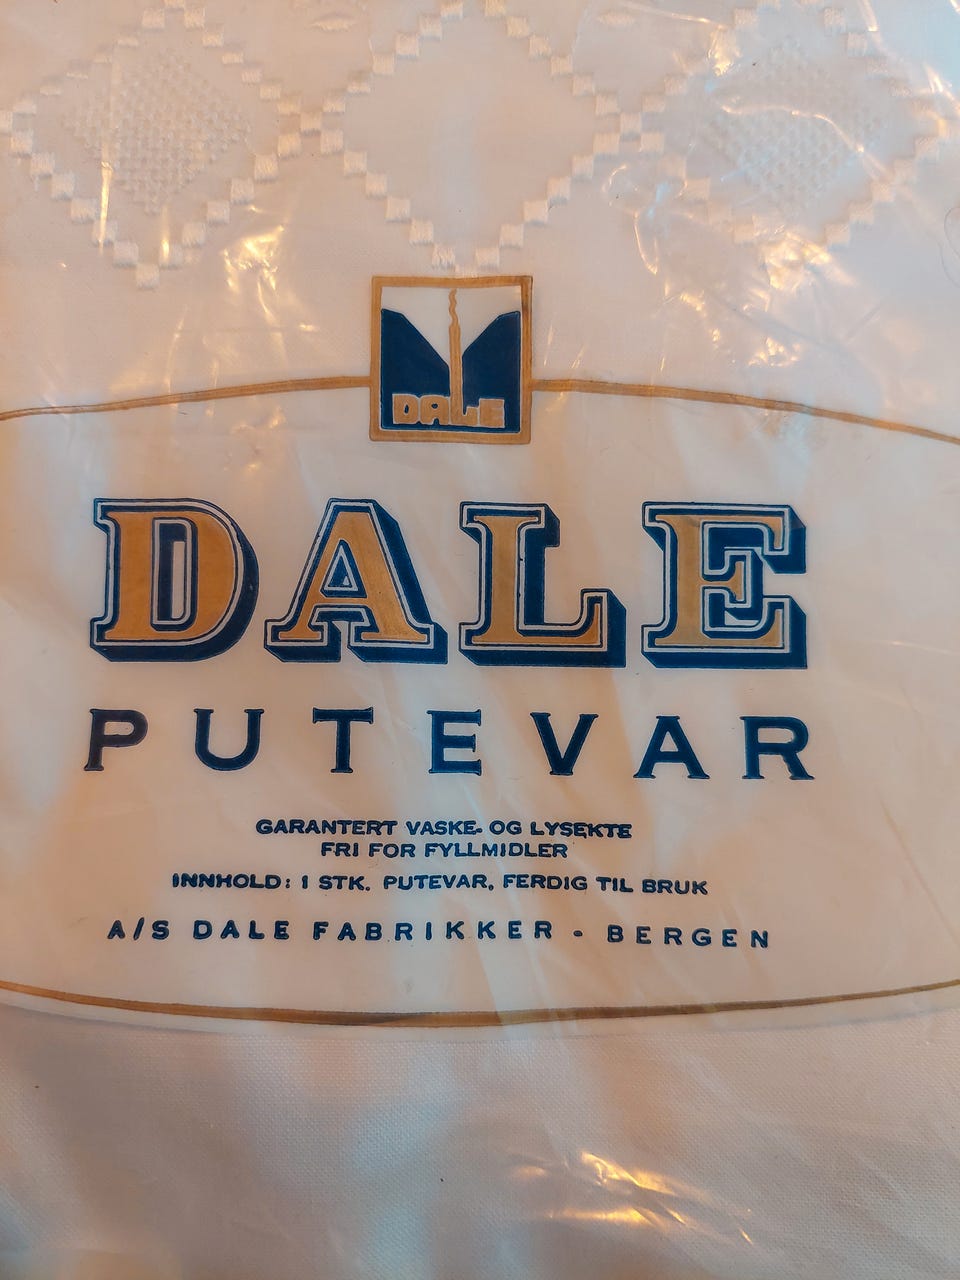 DALE
DALE
PUTEVAR
GARANTERT VASKE- OG LYSEKTE
FRI FOR FYLLMIDLER
INNHOLD: 1 STK. PUTEVAR, FERDIG TIL BRUK
A/S DALE FABRIKKER - BERGEN